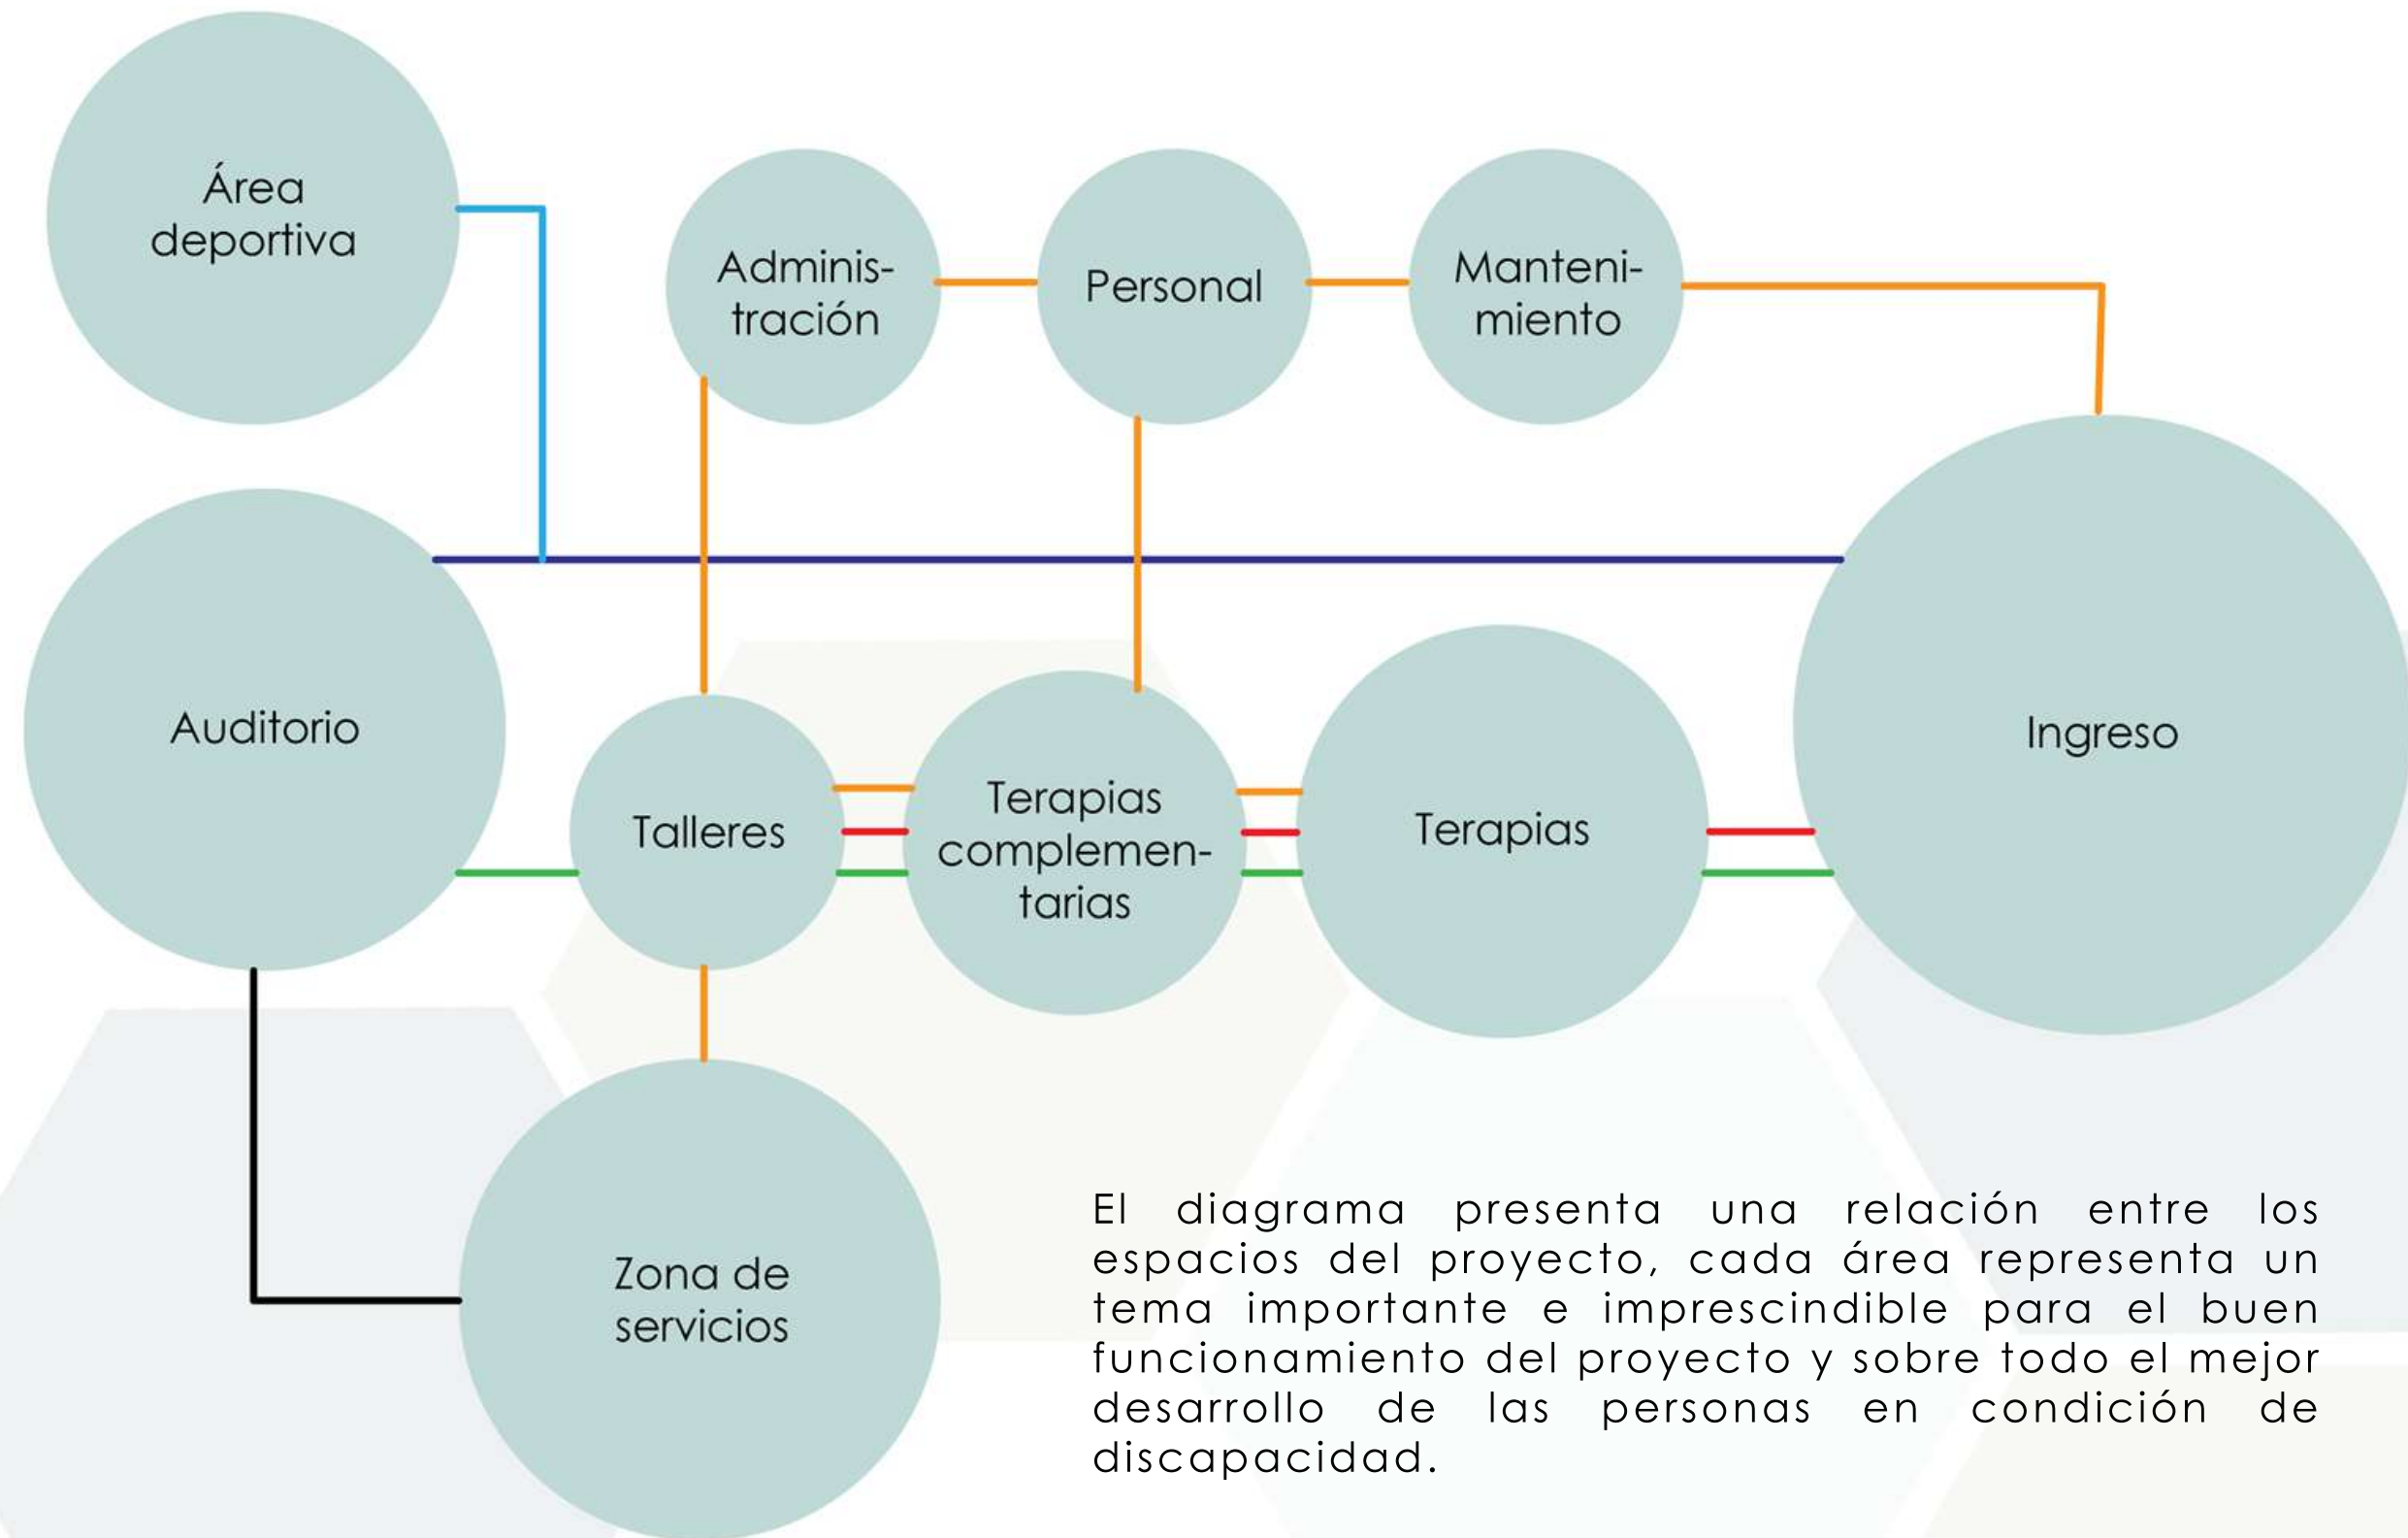 Área
deportiva
Adminis-
tración
Personal
Manteni-
miento
Auditorio
Talleres
Terapias
complemen-
tarias
Terapias
Ingreso
Zona de
servicios
El diagrama presenta una relación entre los
espacios del proyecto, cada área representa un
tema importante e imprescindible para el buen
funcionamiento del proyecto y sobre todo el mejor
desarrollo de las personas en condición de
discapacidad.